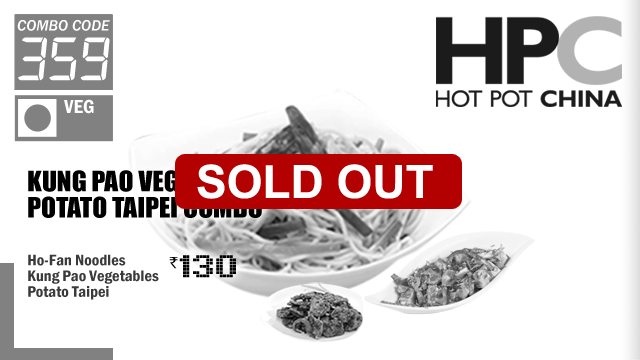 COMBO CODE
359
VEG
HPC
HOT POT CHINA
KUNG PAO VEG
SOLD OUT
POTATO TAIPEI COMBO
Ho-Fan Noodles
Kung Pao Vegetables
Potato Taipei
₹130